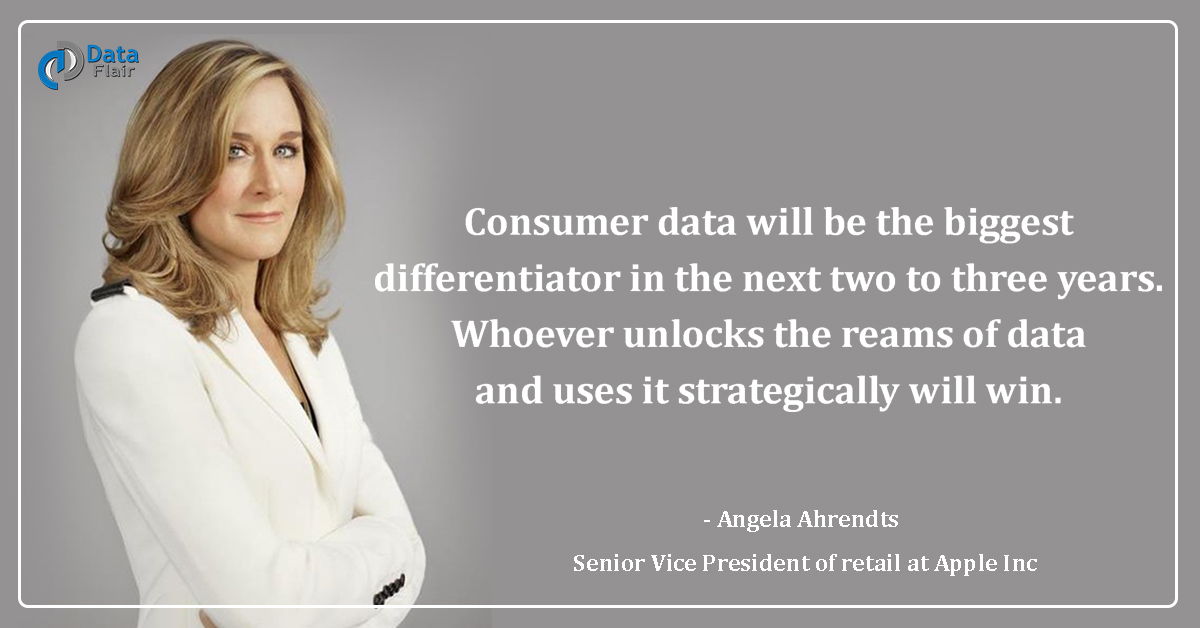 Data
Flair
Consumer data will be the biggest
differentiator in the next two to three years.
Whoever unlocks the reams of data
and uses it strategically will win.
- Angela Ahrendts
Senior Vice President of retail at Apple Inc